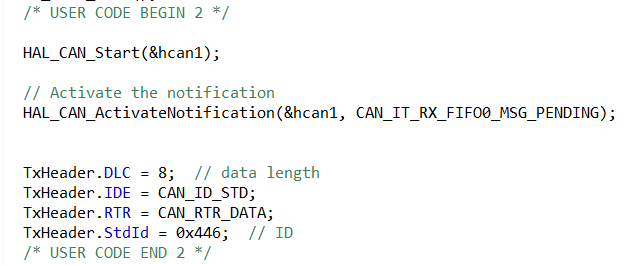 /* USER CODE BEGIN 2 */
HAL_CAN_Start(&hcan1);
// Activate the notification
HAL_CAN_ActivateNotification(&hcan1, CAN_IT_RX_FIFO0_MSG_PENDING);
TxHeader.DLC = 8;  // data length
TxHeader.IDE = CAN_ID_STD;
TxHeader.RTR = CAN_RTR_DATA;
TxHeader.StdId = 0x446;  // ID
/* USER CODE END 2 */